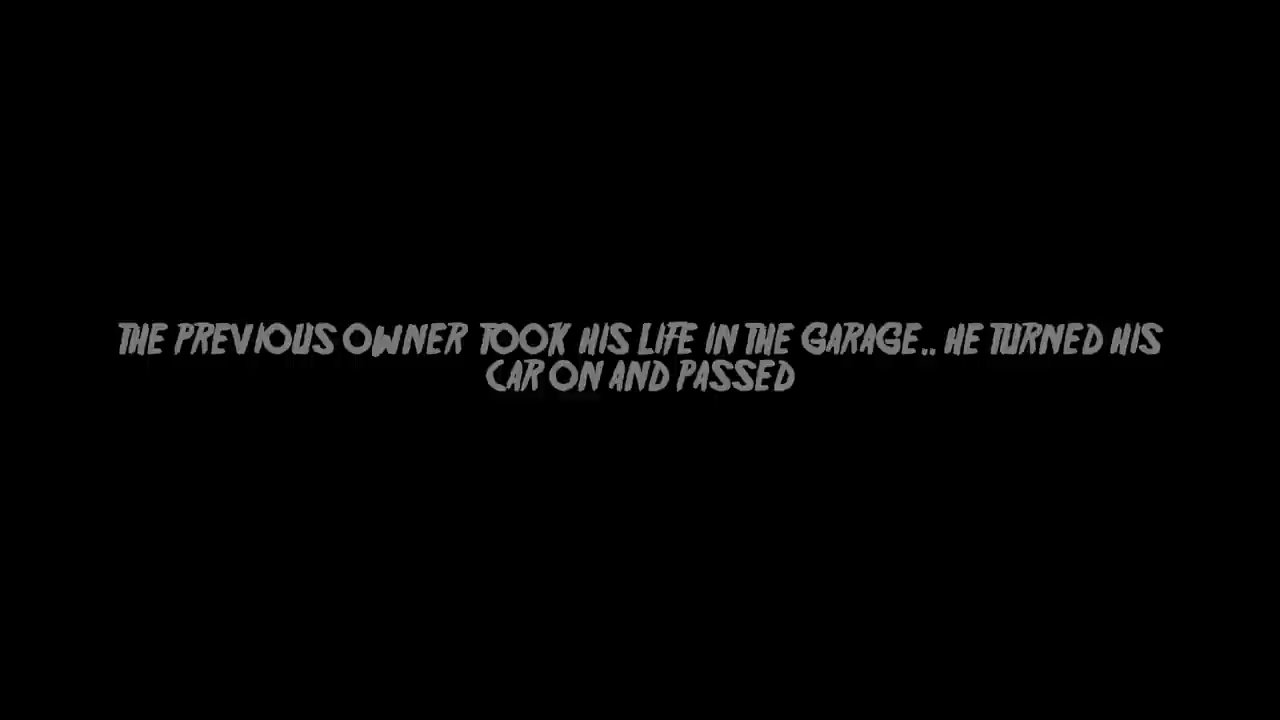 THE PREVIOUS OWNER TOOK HIS LIFE IN THE GARAGE.. HE TURNED HIS
CAR ON AND PASSED